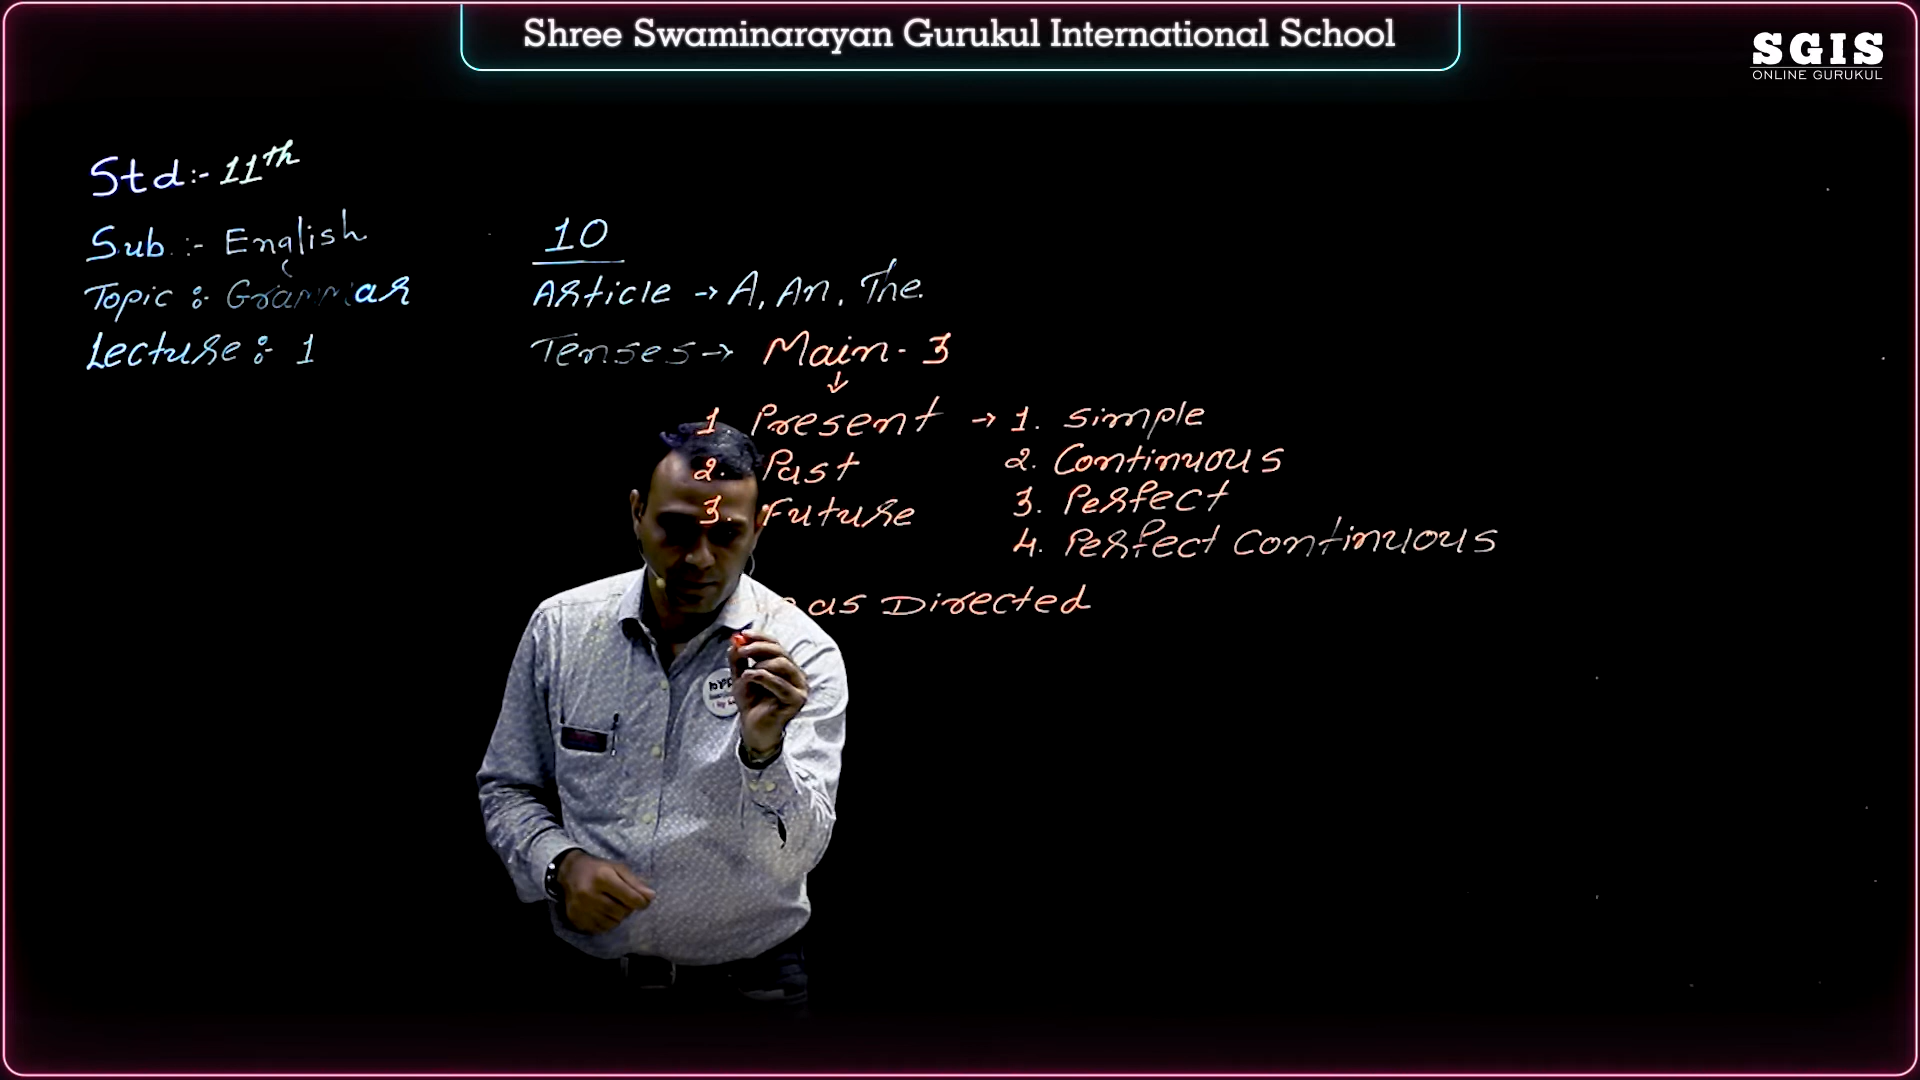 Shree Swaminarayan Gurukul International School
SGIS
ONLINE GURUKUL
Std:- 11th
Sub :- English
Topic :- Grammar
Lecture :- 1
10
Article → A, An, The.
Tenses → Main - 3
↓
1. Present → 1. Simple
2. Past 2. Continuous
3. Future 3. Perfect
4. Perfect Continuous
as Directed